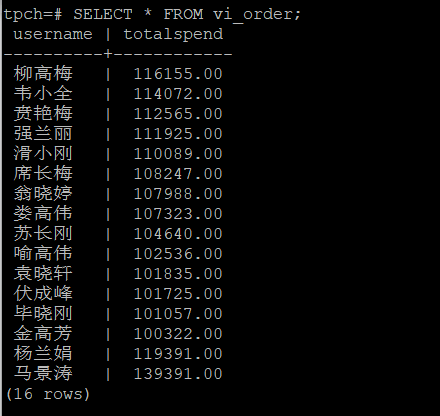 tpch=# SELECT * FROM vi_order;
 username | totalspend
----------+------------
 柳高梅   |  116155.00
 韦小全   |  114072.00
 贲艳梅   |  112565.00
 强兰丽   |  111925.00
 滑小刚   |  110089.00
 席长梅   |  108247.00
 翁晓婷   |  107988.00
 娄高伟   |  107323.00
 苏长刚   |  104640.00
 喻高伟   |  102536.00
 袁晓轩   |  101835.00
 伏成峰   |  101725.00
 毕晓刚   |  101057.00
 金高芳   |  100322.00
 杨兰娟   |  119391.00
 马景涛   |  139391.00
(16 rows)